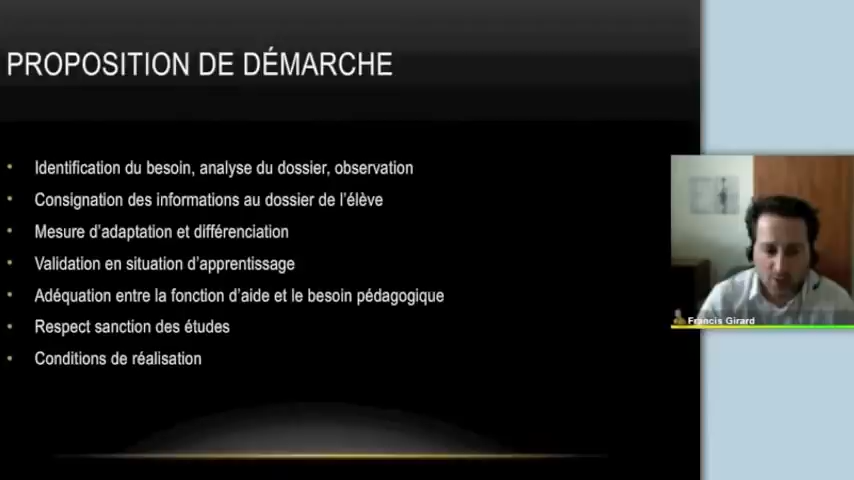 PROPOSITION DE DÉMARCHE
• Identification du besoin, analyse du dossier, observation
• Consignation des informations au dossier de l'élève
• Mesure d'adaptation et différenciation
• Validation en situation d'apprentissage
• Adéquation entre la fonction d'aide et le besoin pédagogique
• Respect sanction des études
• Conditions de réalisation
Francis Girard